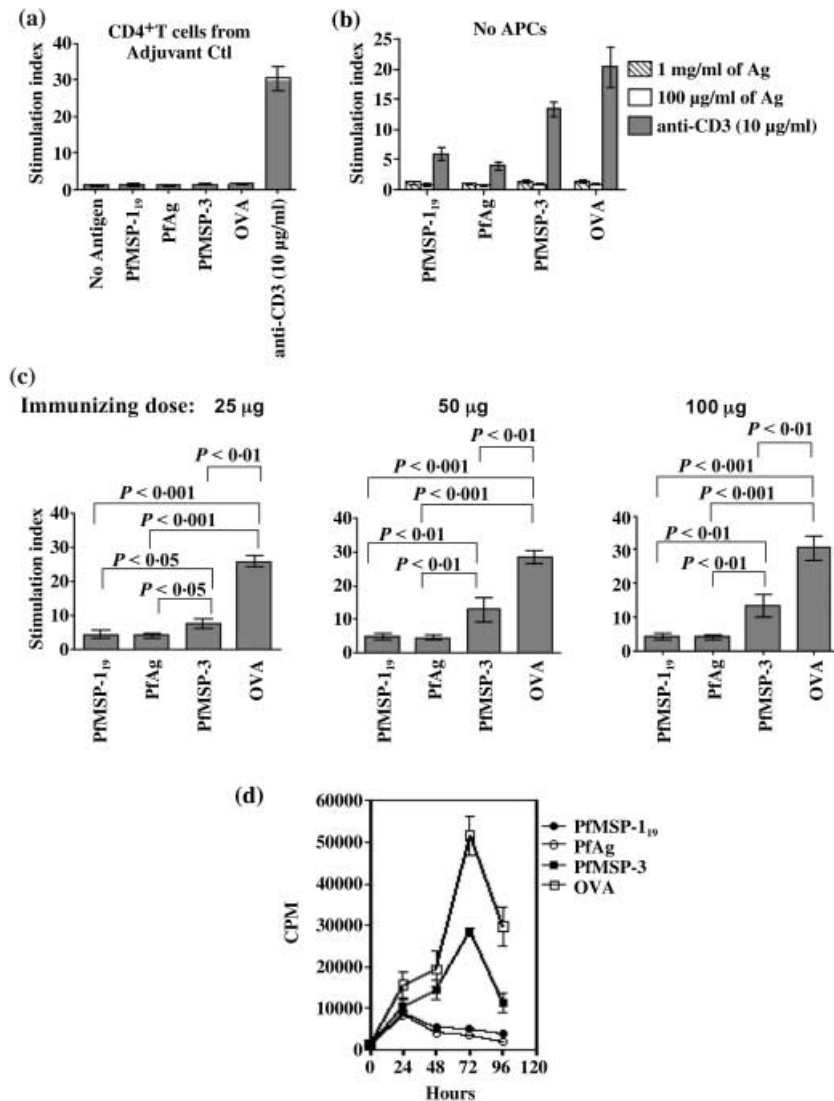 (a)
CD4+T cells from
Adjuvant Ctl
Stimulation index
40
30
20
10
0
No Antigen
PfMSP-1₁₉
PfAg
PfMSP-3
OVA
anti-CD3 (10 µg/ml)
(b)
No APCs
Stimulation index
25
20
15
10
5
0
PfMSP-1₁₉
PfAg
PfMSP-3
OVA
1 mg/ml of Ag
100 µg/ml of Ag
anti-CD3 (10 µg/ml)
(c)
Immunizing dose: 25 µg
50 µg
100 µg
P < 0·01
P < 0·001
P < 0·001
P < 0·05
P < 0·05
Stimulation index
40
30
20
10
0
PfMSP-1₁₉
PfAg
PfMSP-3
OVA
P < 0·01
P < 0·001
P < 0·001
P < 0·01
P < 0·01
40
30
20
10
0
PfMSP-1₁₉
PfAg
PfMSP-3
OVA
P < 0·01
P < 0·001
P < 0·001
P < 0·01
P < 0·01
40
30
20
10
0
PfMSP-1₁₉
PfAg
PfMSP-3
OVA
(d)
CPM
60000
50000
40000
30000
20000
10000
0
0 24 48 72 96 120
Hours
PfMSP-1₁₉
PfAg
PfMSP-3
OVA